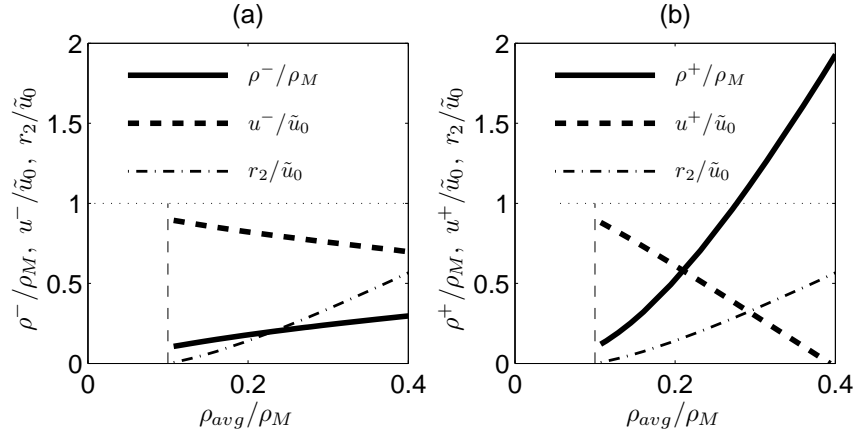 (a)
ρ⁻/ρ_M, u⁻/ũ₀, r₂/ũ₀
2
1.5
1
0.5
0
ρ⁻/ρ_M
u⁻/ũ₀
r₂/ũ₀
0
0.2
0.4
ρ_avg/ρ_M
(b)
ρ⁺/ρ_M, u⁺/ũ₀, r₂/ũ₀
2
1.5
1
0.5
0
ρ⁺/ρ_M
u⁺/ũ₀
r₂/ũ₀
0
0.2
0.4
ρ_avg/ρ_M